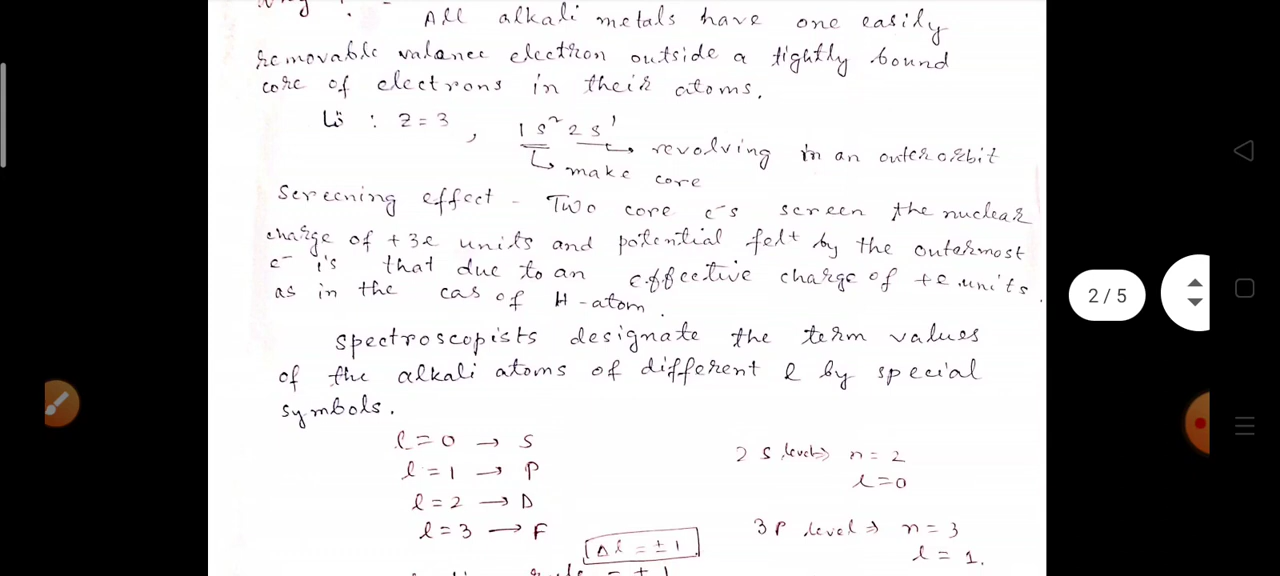 All alkali metals have one easily
removable valance electron outside a tightly bound
core of electrons in their atoms.
Li : Z=3 , 1s² 2s¹ → revolving in an outer orbit
→ make core
Screening effect - Two core e⁻s screen the nuclear
charge of +3e units and potential felt by the outermost
e⁻ is that due to an effective charge of +e units
as in the cas of H-atom.
Spectroscopists designate the term values
of the alkali atoms of different l by special
symbols.
l=0 → S
l=1 → P
l=2 → D
l=3 → F
2S level ⇒ n=2
l=0
3P level ⇒ n=3
l=1.
Δl = ±1
2/5